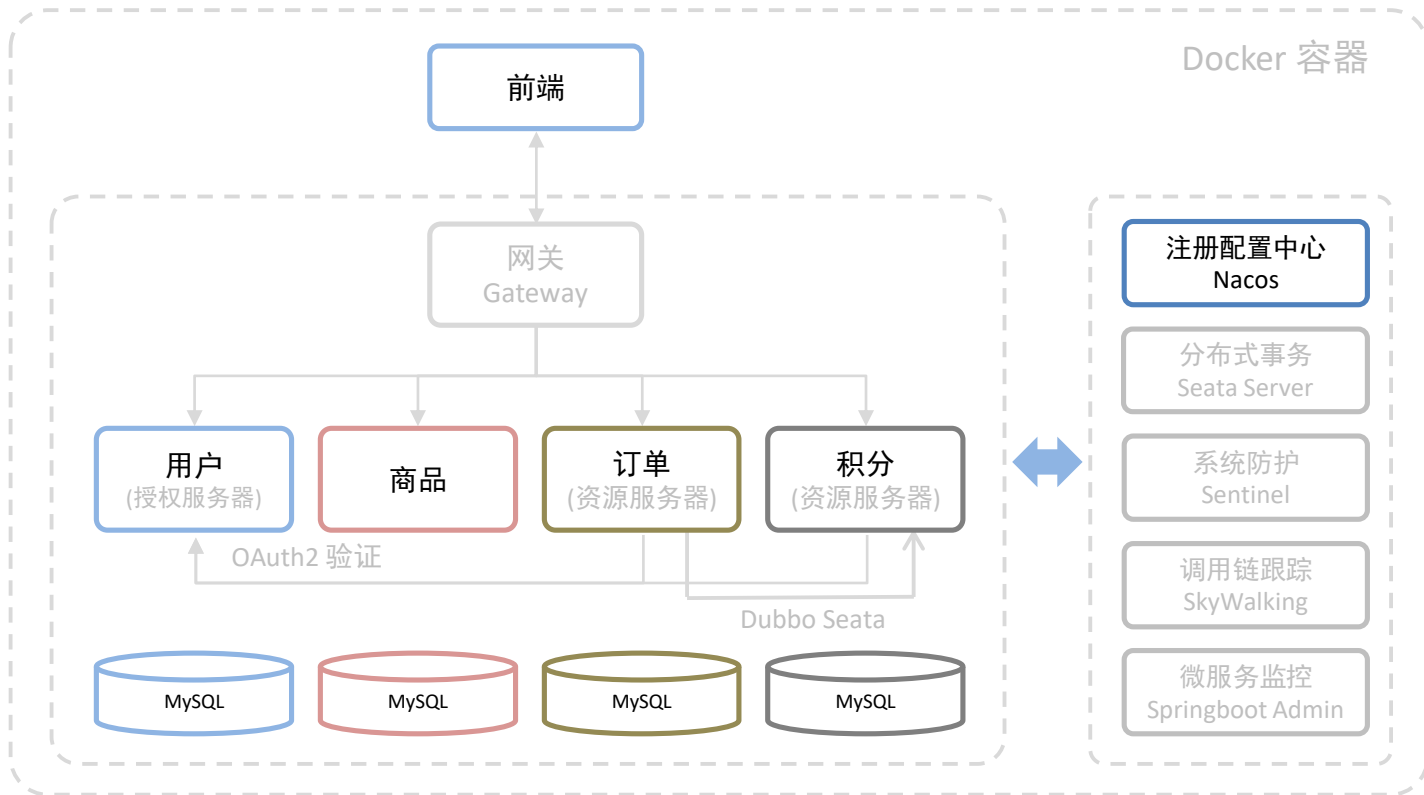 Docker 容器
前端
网关
Gateway
用户
(授权服务器)
商品
订单
(资源服务器)
积分
(资源服务器)
OAuth2 验证
Dubbo Seata
MySQL
MySQL
MySQL
MySQL
注册配置中心
Nacos
分布式事务
Seata Server
系统防护
Sentinel
调用链跟踪
SkyWalking
微服务监控
Springboot Admin